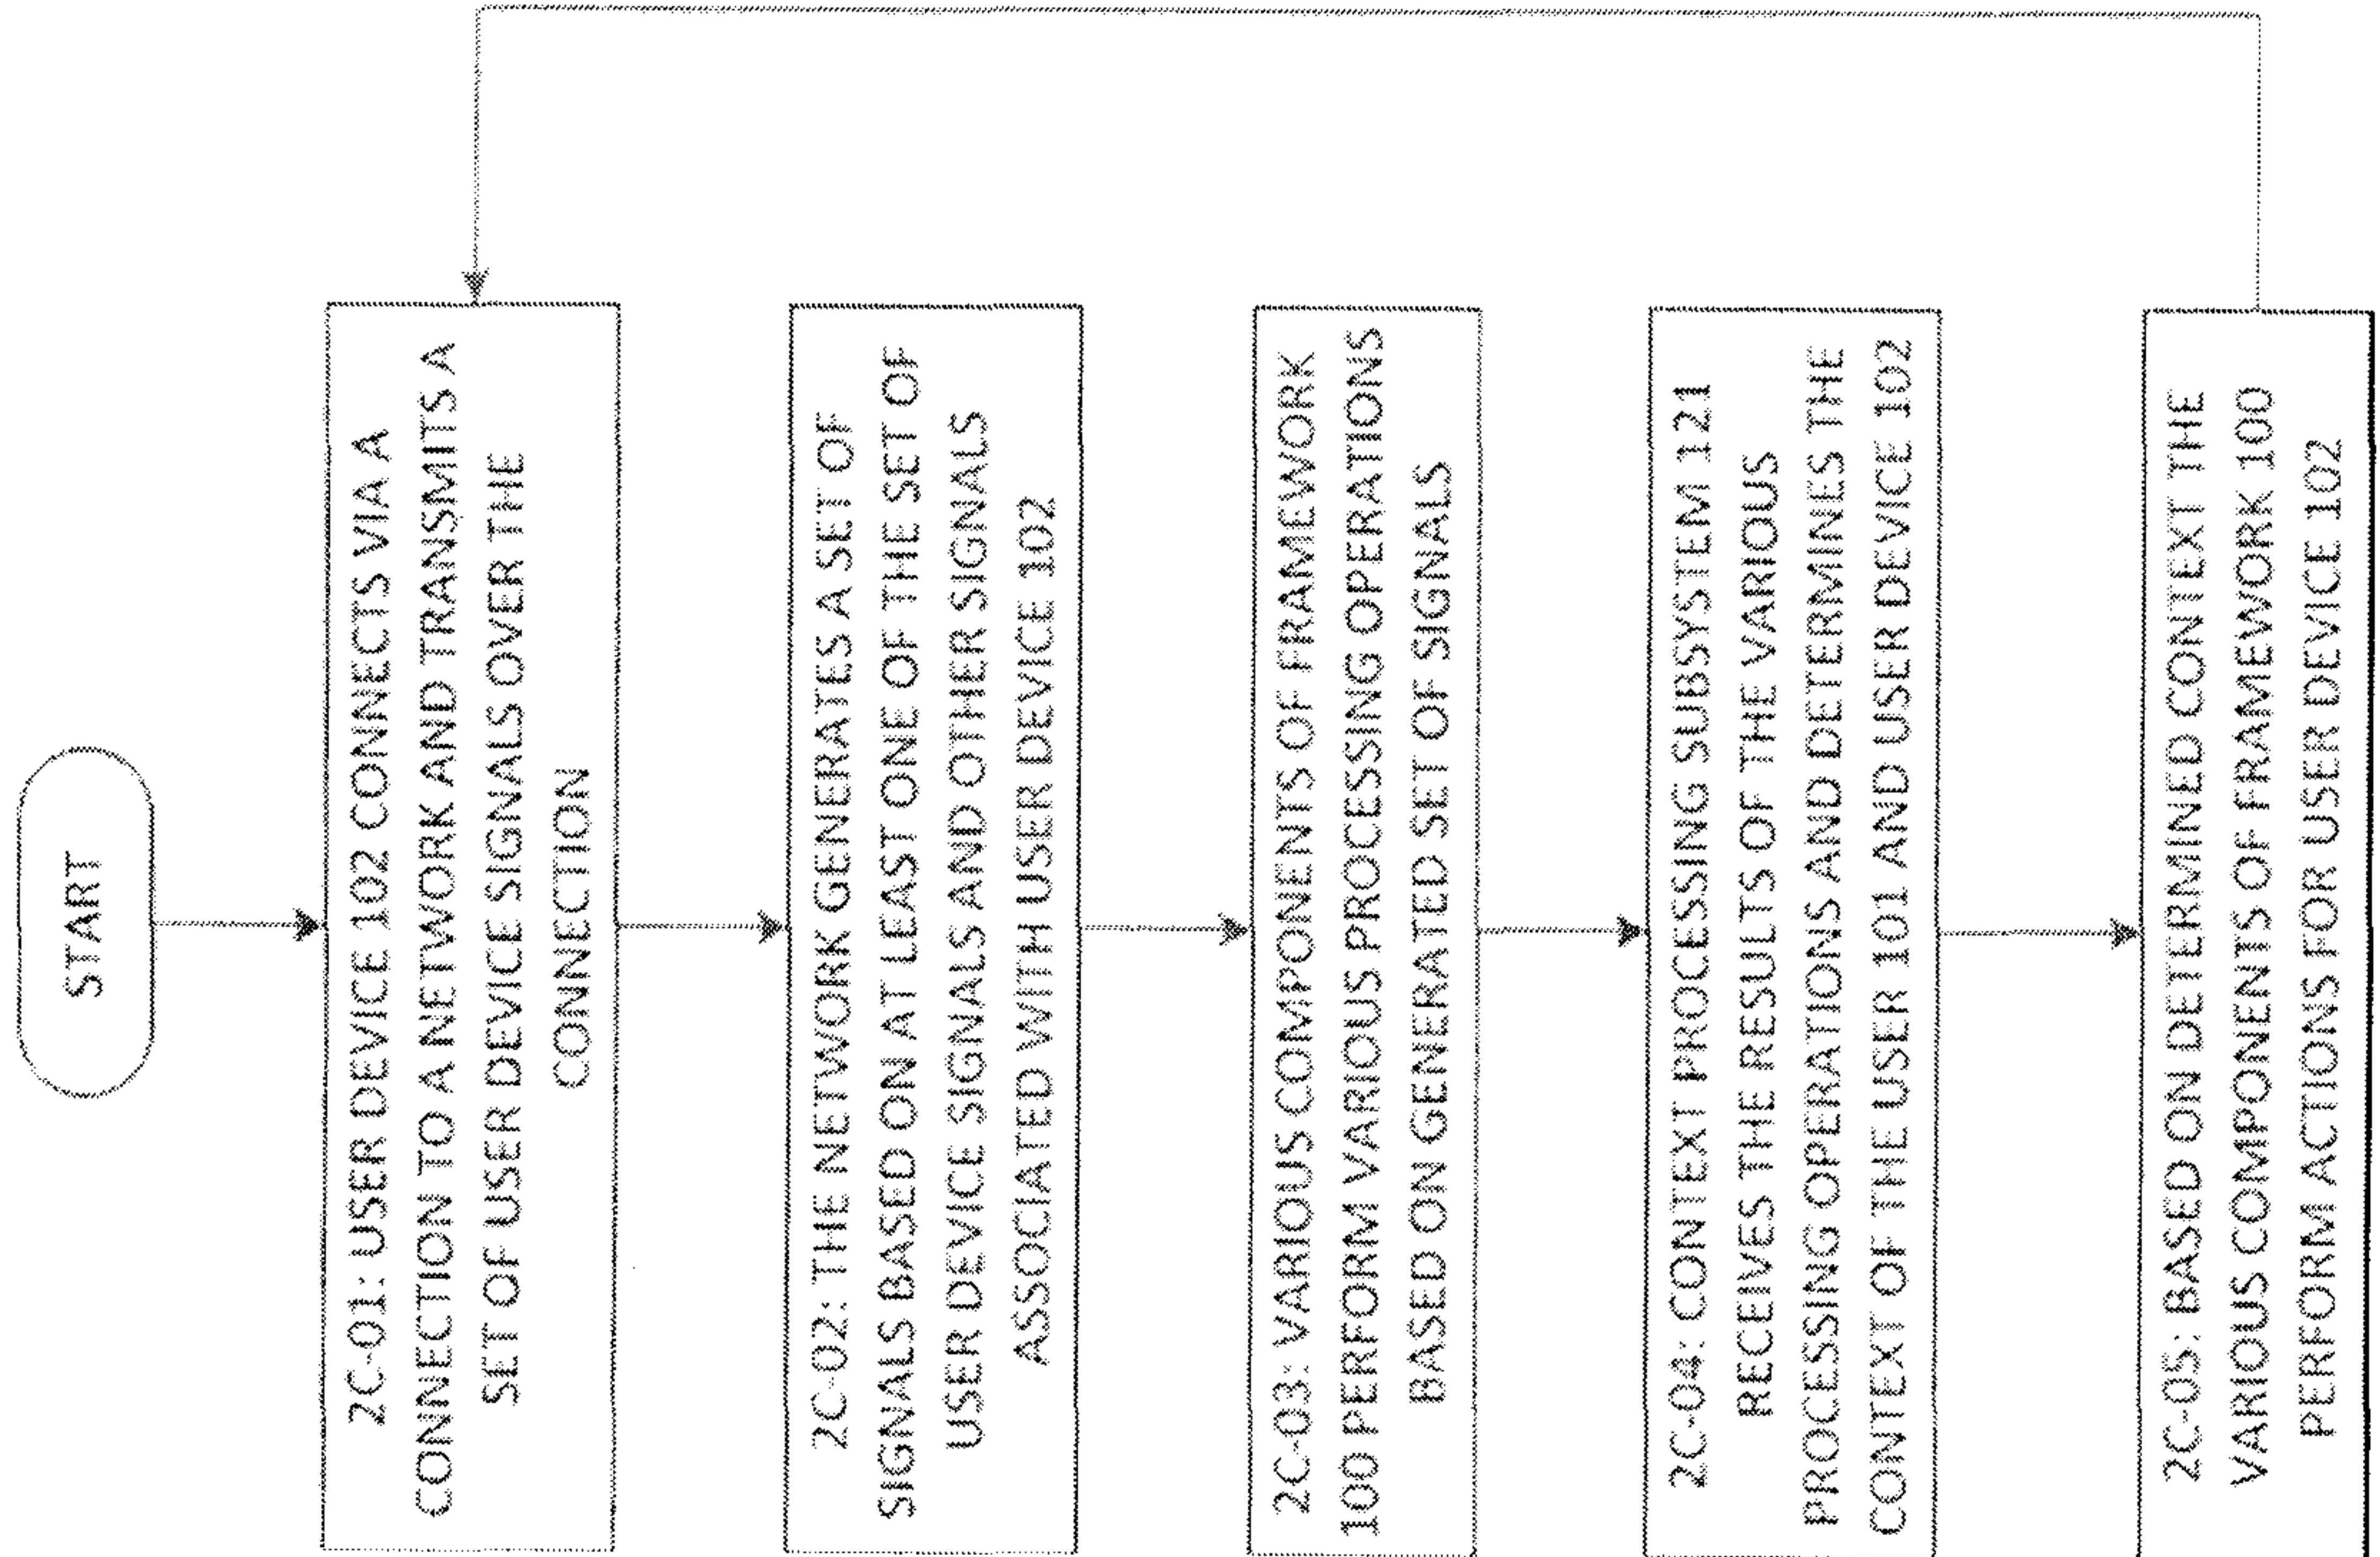 START
2C-01: USER DEVICE 102 CONNECTS VIA A
CONNECTION TO A NETWORK AND TRANSMITS A
SET OF USER DEVICE SIGNALS OVER THE
CONNECTION
2C-02: THE NETWORK GENERATES A SET OF
SIGNALS BASED ON AT LEAST ONE OF THE SET OF
USER DEVICE SIGNALS AND OTHER SIGNALS
ASSOCIATED WITH USER DEVICE 102
2C-03: VARIOUS COMPONENTS OF FRAMEWORK
100 PERFORM VARIOUS PROCESSING OPERATIONS
BASED ON GENERATED SET OF SIGNALS
2C-04: CONTEXT PROCESSING SUBSYSTEM 121
RECEIVES THE RESULTS OF THE VARIOUS
PROCESSING OPERATIONS AND DETERMINES THE
CONTEXT OF THE USER 101 AND USER DEVICE 102
2C-05: BASED ON DETERMINED CONTEXT THE
VARIOUS COMPONENTS OF FRAMEWORK 100
PERFORM ACTIONS FOR USER DEVICE 102